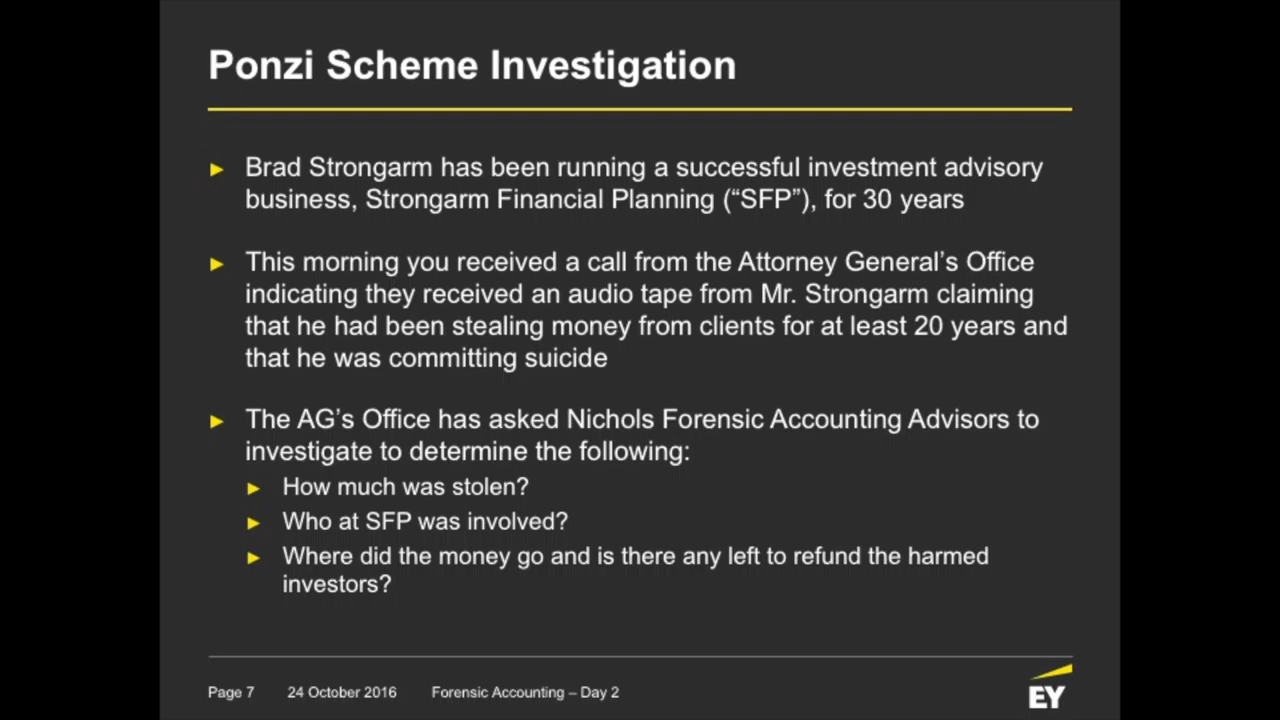 Ponzi Scheme Investigation
► Brad Strongarm has been running a successful investment advisory
business, Strongarm Financial Planning (“SFP”), for 30 years
► This morning you received a call from the Attorney General’s Office
indicating they received an audio tape from Mr. Strongarm claiming
that he had been stealing money from clients for at least 20 years and
that he was committing suicide
► The AG’s Office has asked Nichols Forensic Accounting Advisors to
investigate to determine the following:
► How much was stolen?
► Who at SFP was involved?
► Where did the money go and is there any left to refund the harmed
investors?
Page 7 24 October 2016 Forensic Accounting – Day 2
EY